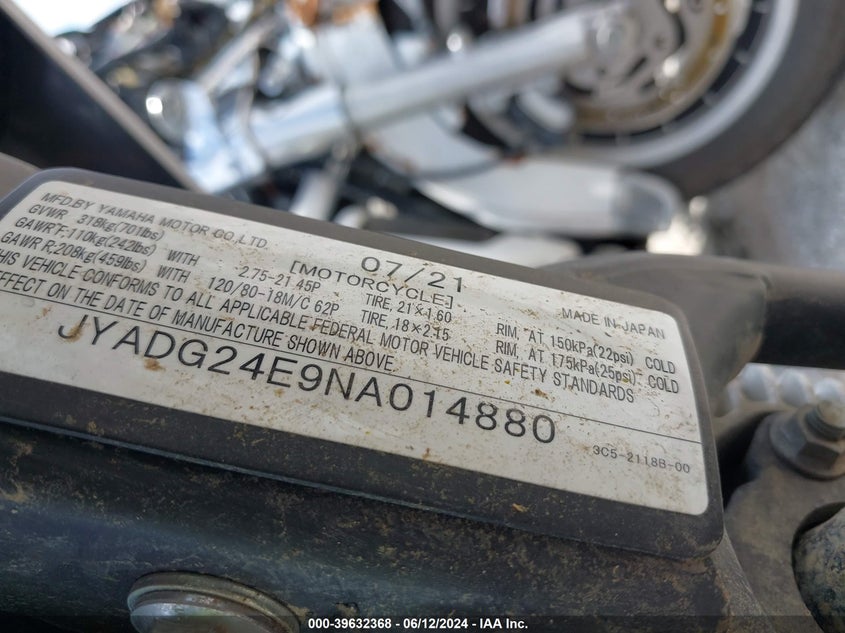 MFD.BY YAMAHA MOTOR CO.,LTD. 07/21
GVWR 318kg(701lbs) [MOTORCYCLE] MADE IN JAPAN
GAWR F-110kg(242lbs) WITH 2.75-21 45P TIRE, 21×1.60 RIM, AT 150kPa(22psi) COLD
GAWR R.208kg(459lbs) WITH 120/80-18M/C 62P TIRE, 18×2.15 RIM, AT 175kPa(25psi) COLD
THIS VEHICLE CONFORMS TO ALL APPLICABLE FEDERAL MOTOR VEHICLE SAFETY STANDARDS
EFFECT ON THE DATE OF MANUFACTURE SHOWN ABOVE.
JYADG24E9NA014880
3C5-2118B-00
000-39632368 - 06/12/2024 - IAA Inc.